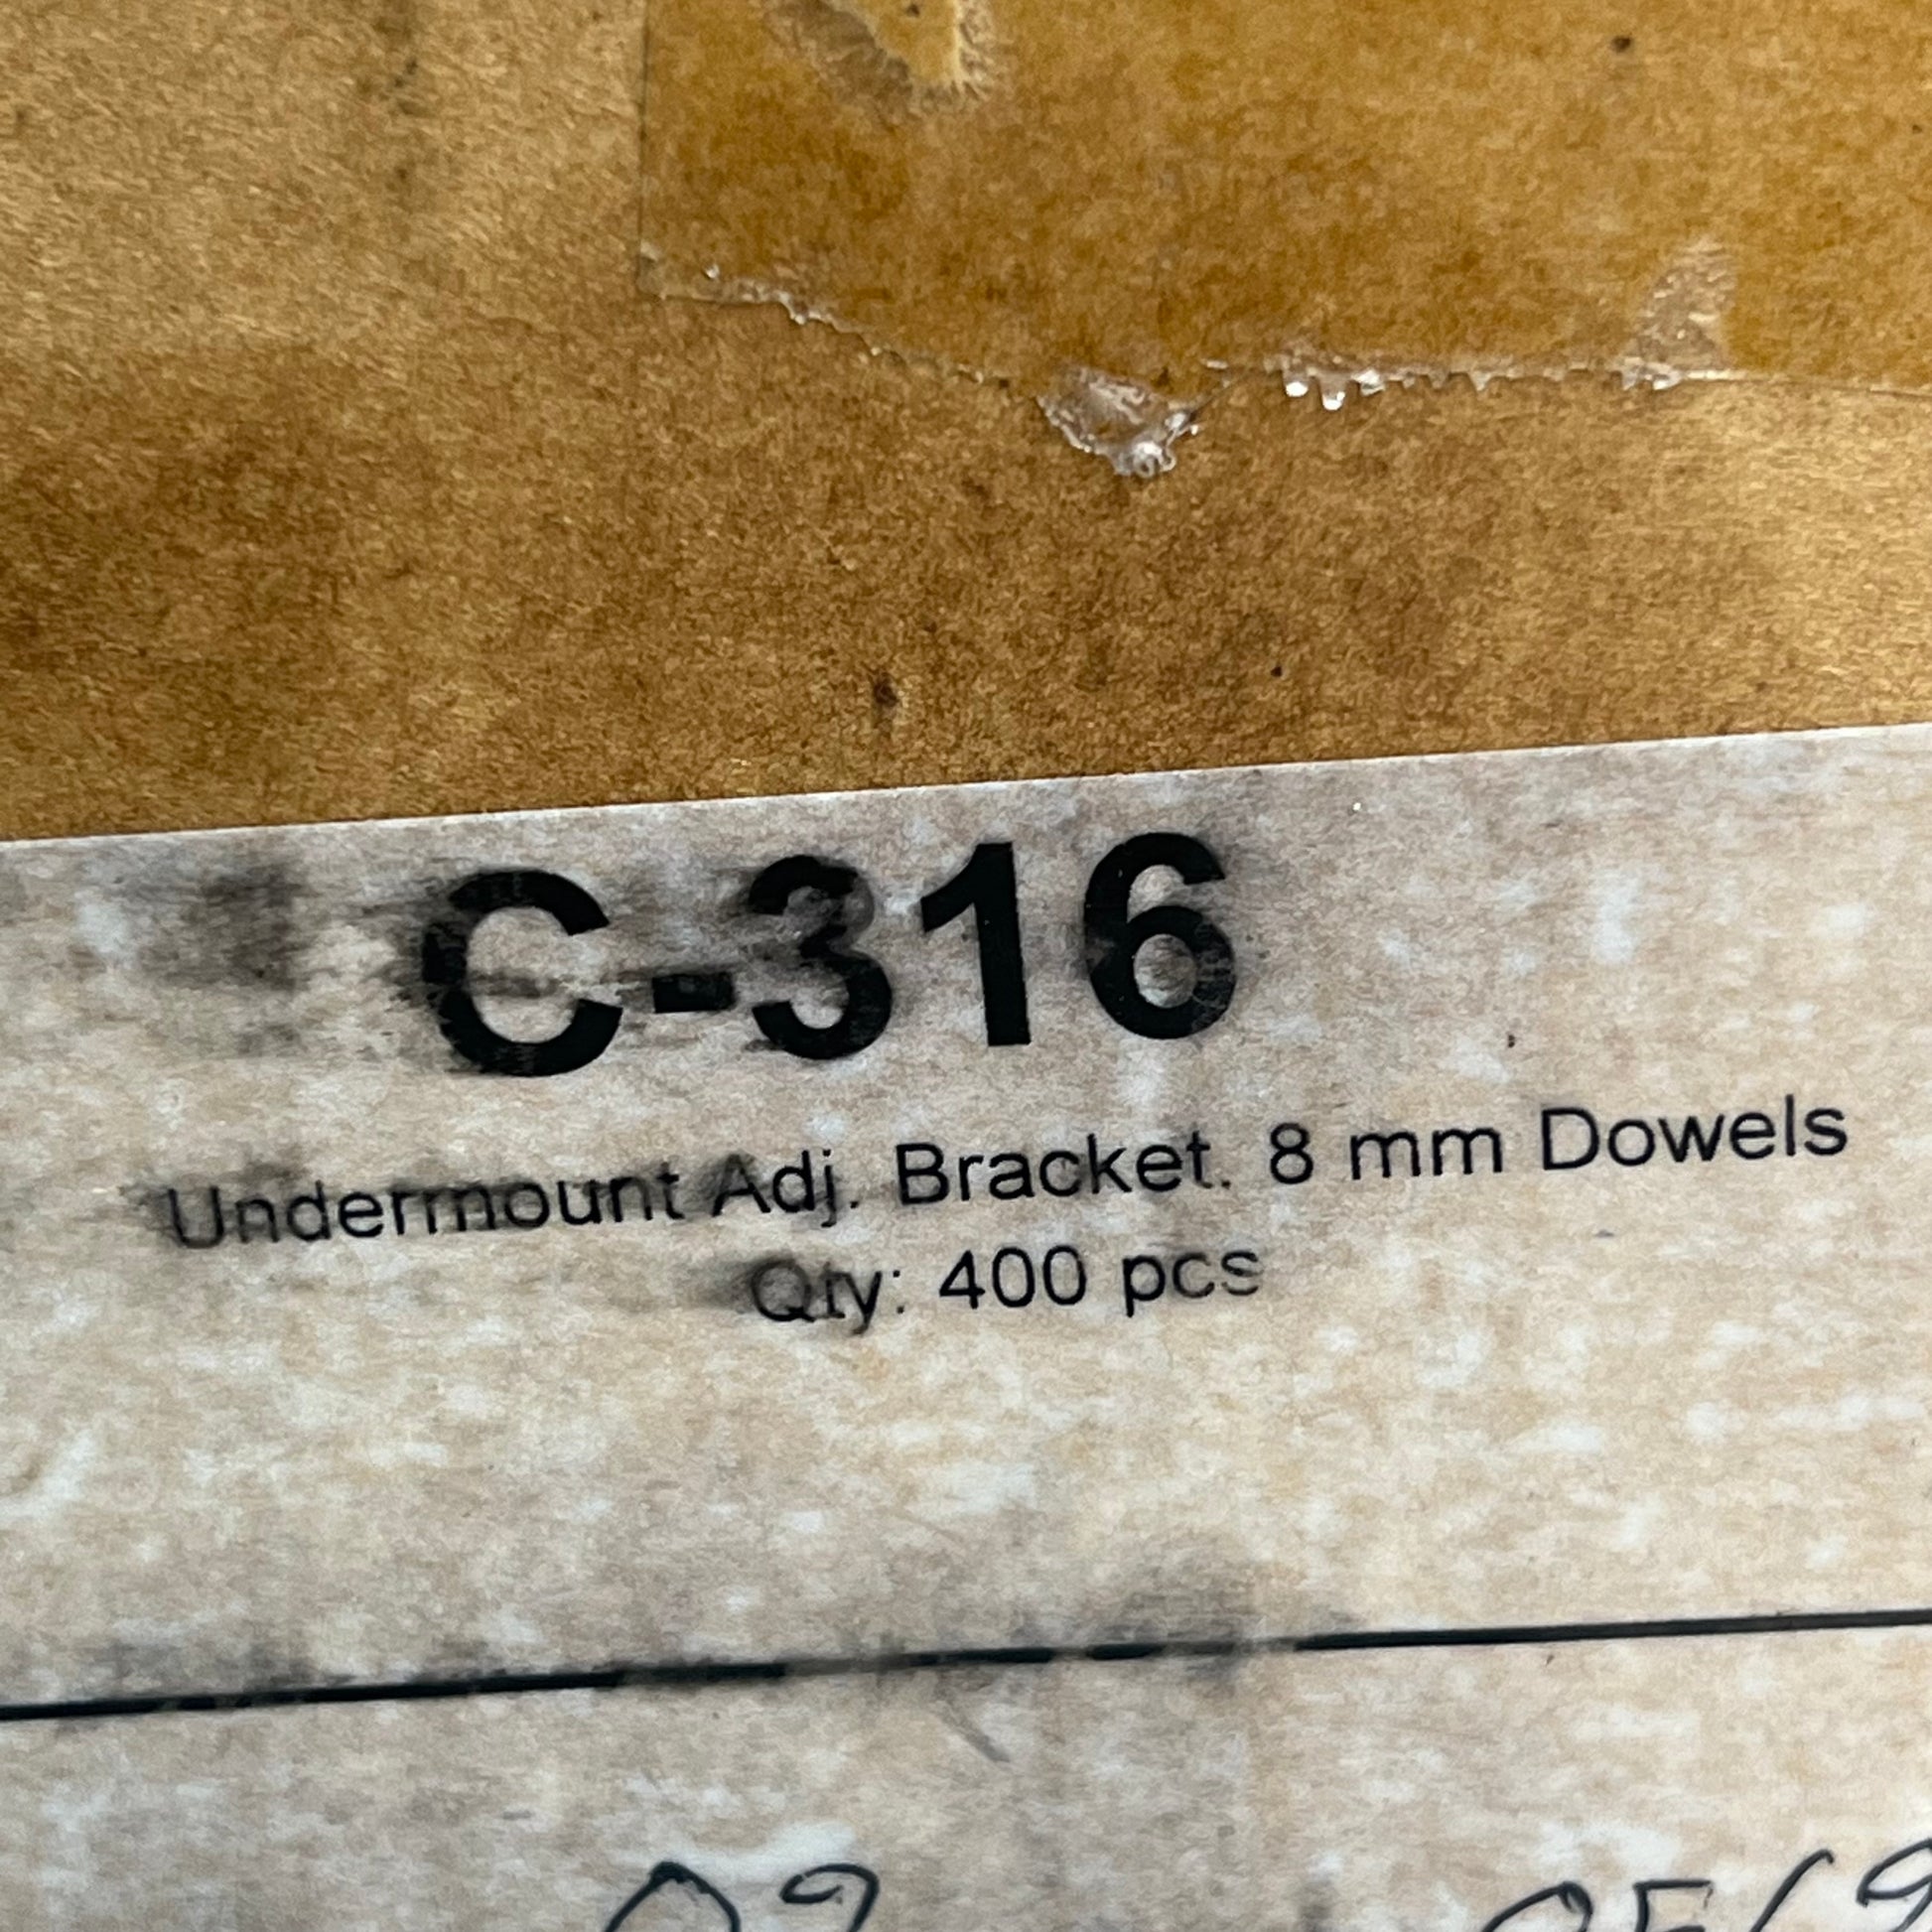 C-316
Undermount Adj. Bracket. 8 mm Dowels
Qty: 400 pcs